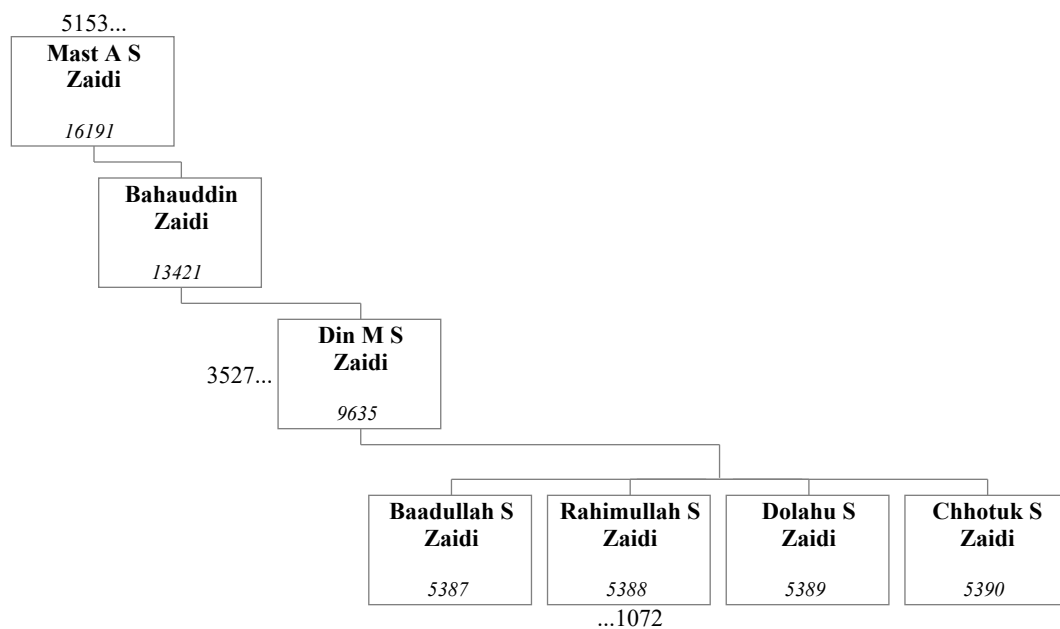 5153...
Mast A S
Zaidi
16191
Bahauddin
Zaidi
13421
Din M S
Zaidi
3527...
9635
Baadullah S
Zaidi
5387
Rahimullah S
Zaidi
5388
Dolahu S
Zaidi
5389
Chhotuk S
Zaidi
5390
...1072